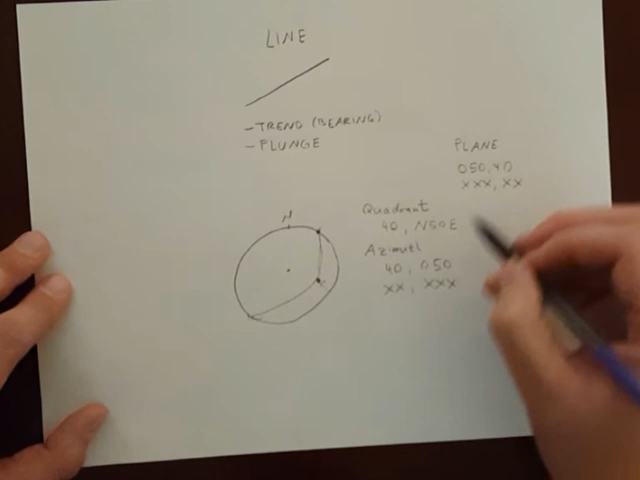 LINE
- TREND (BEARING)
- PLUNGE
PLANE
050, 40
XXX, XX
N
Quadrant
40, N50E
Azimuth
40, 050
XX, XXX